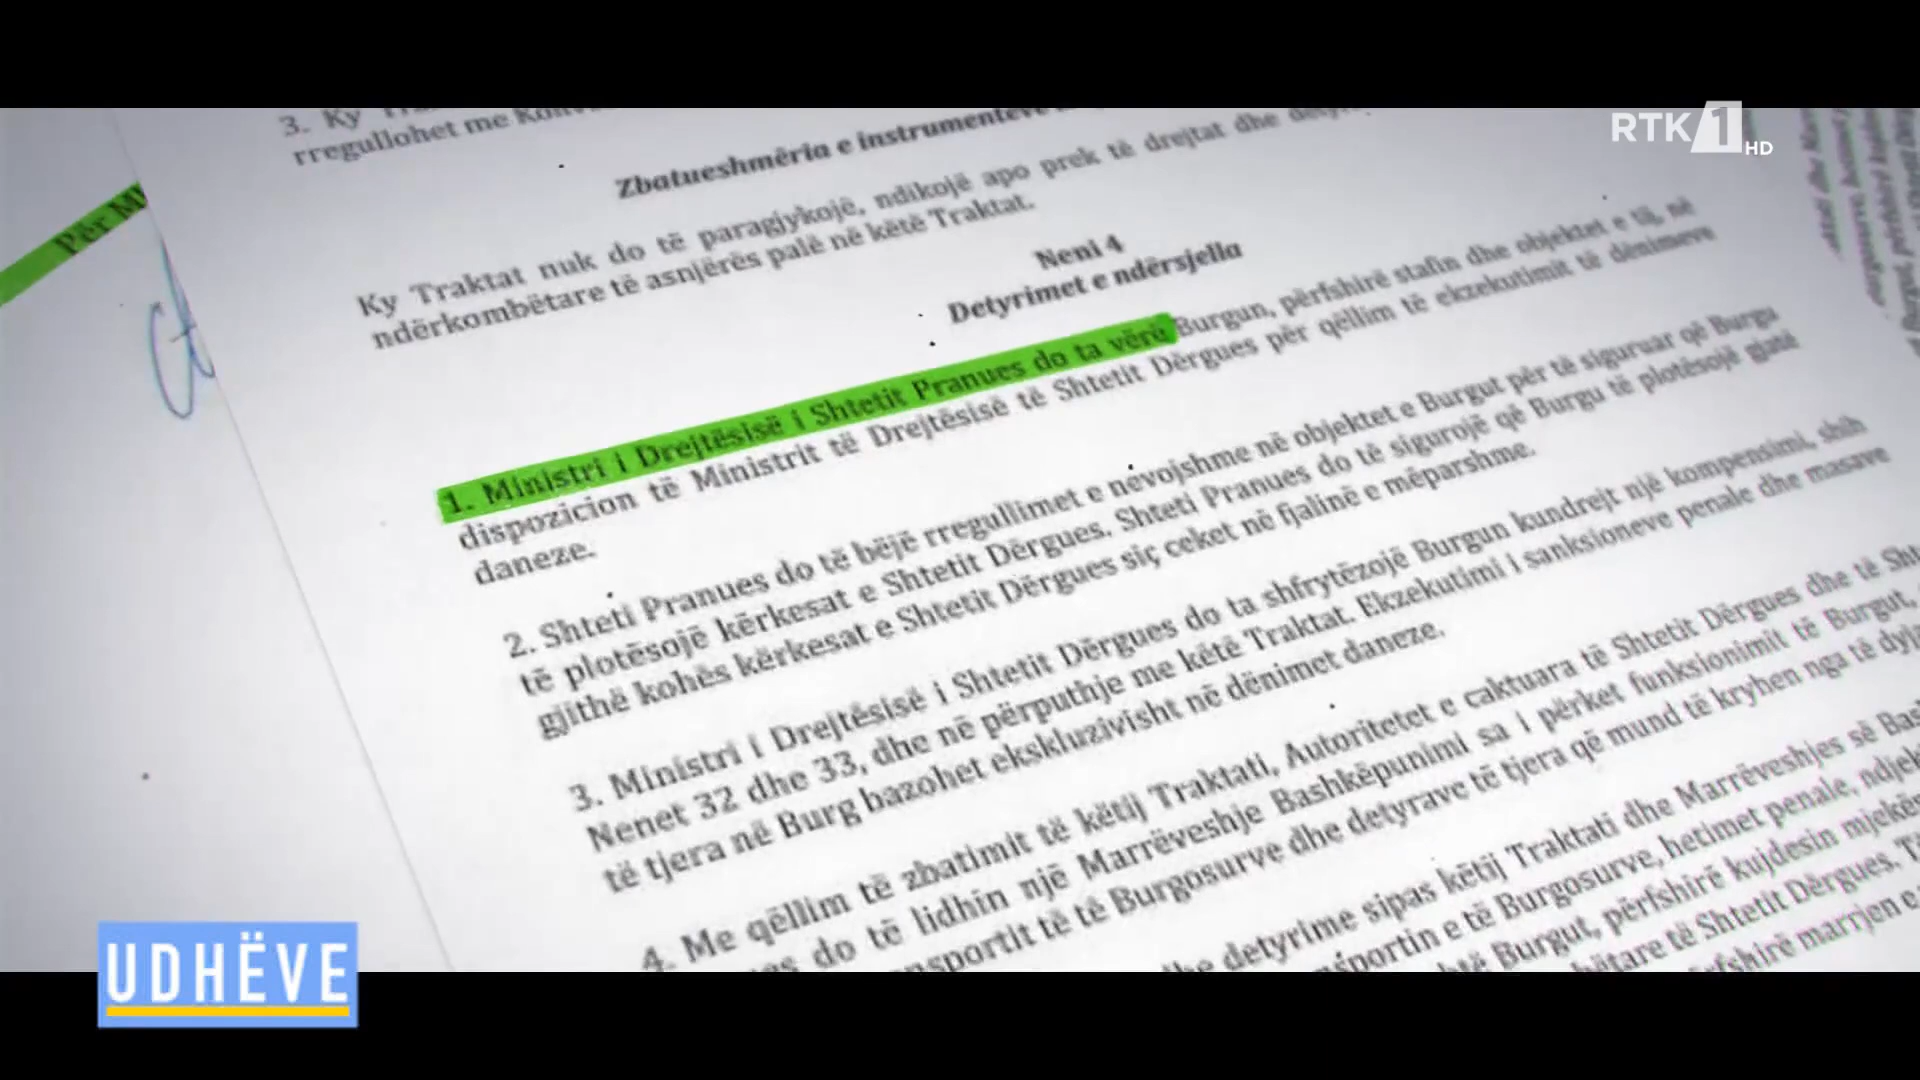 RTK 1 HD
3. Ky
rregullohet me
Zbatueshmëria e instrumenteve
Ky Traktat nuk do të paragjykojë, ndikojë apo prek të drejtat dhe
ndërkombëtare të asnjërës palë në këtë Traktat.
Neni 4
Detyrimet e ndërsjella
1. Ministri i Drejtësisë i Shtetit Pranues do ta vërë Burgun, përfshirë stafin dhe objektet e tij, në
dispozicion të Ministrit të Drejtësisë të Shtetit Dërgues për qëllim të ekzekutimit të dënimeve
daneze.
2. Shteti Pranues do të bëjë rregullimet e nevojshme në objektet e Burgut për të siguruar që Burgu
të plotësojë kërkesat e Shtetit Dërgues. Shteti Pranues do të sigurojë që Burgu të plotësojë gjatë
gjithë kohës kërkesat e Shtetit Dërgues siç ceket në fjalinë e mëparshme.
3. Ministri i Drejtësisë i Shtetit Dërgues do ta shfrytëzojë Burgun kundrejt një kompensimi, shih
Nenet 32 dhe 33, dhe në përputhje me këtë Traktat. Ekzekutimi i sanksioneve penale dhe masave
të tjera në Burg bazohet ekskluzivisht në dënimet daneze.
4. Me qëllim të zbatimit të këtij Traktati, Autoritetet e caktuara të Shtetit Dërgues dhe të
do të lidhin një Marrëveshje Bashkëpunimi sa i përket funksionimit të Burgut,
të Burgosurve dhe detyrave të tjera që mund të kryhen nga të
detyrime sipas këtij Traktati dhe Marrëveshjes së
e të Burgosurve, hetimet penale,
të Burgut, përfshirë kujdesin
të Shtetit Dërgues.
marrjen e
Për
UDHËVE